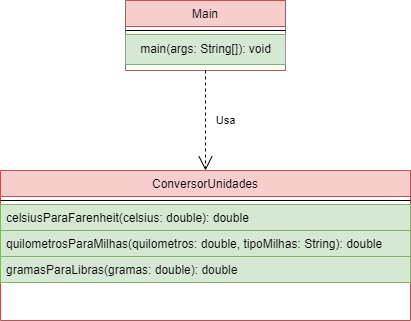 Main
main(args: String[]): void
Usa
ConversorUnidades
celsiusParaFarenheit(celsius: double): double
quilometrosParaMilhas(quilometros: double, tipoMilhas: String): double
gramasParaLibras(gramas: double): double